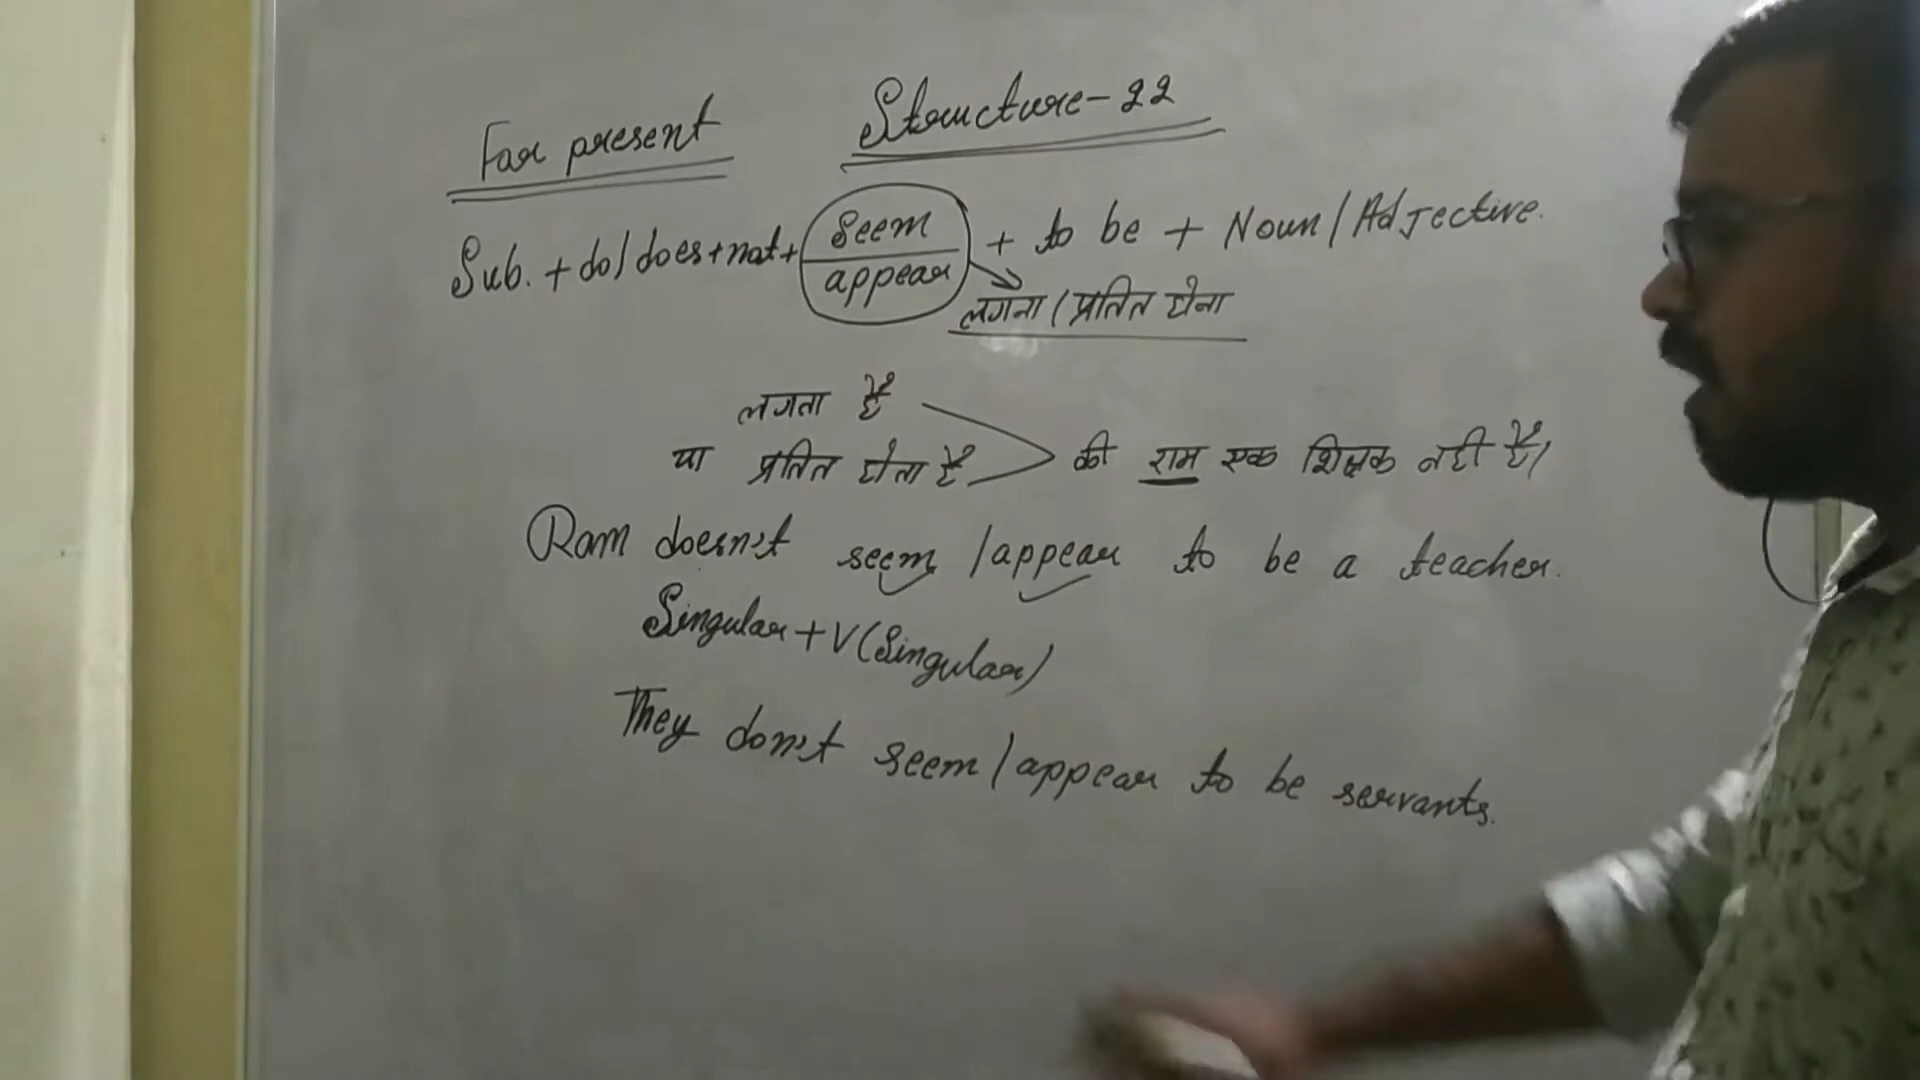 For present
Structure-22
Sub. + do/does+not+ seem/appear + to be + Noun/Adjective.
लगना/प्रतित होना
लगता है
या प्रतित होता है की राम एक शिक्षक नही है।
Ram doesn't seem /appear to be a teacher.
Singular+V(Singular)
They don't seem/appear to be servants.